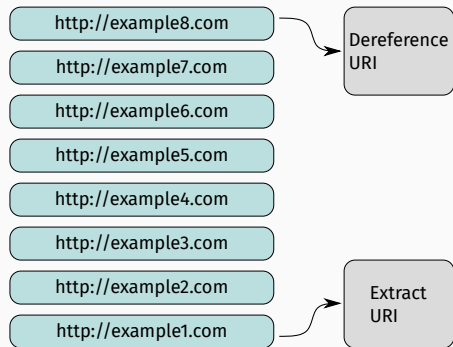 http://example8.com
Dereference
URI
http://example7.com
http://example6.com
http://example5.com
http://example4.com
http://example3.com
http://example2.com
Extract
URI
http://example1.com